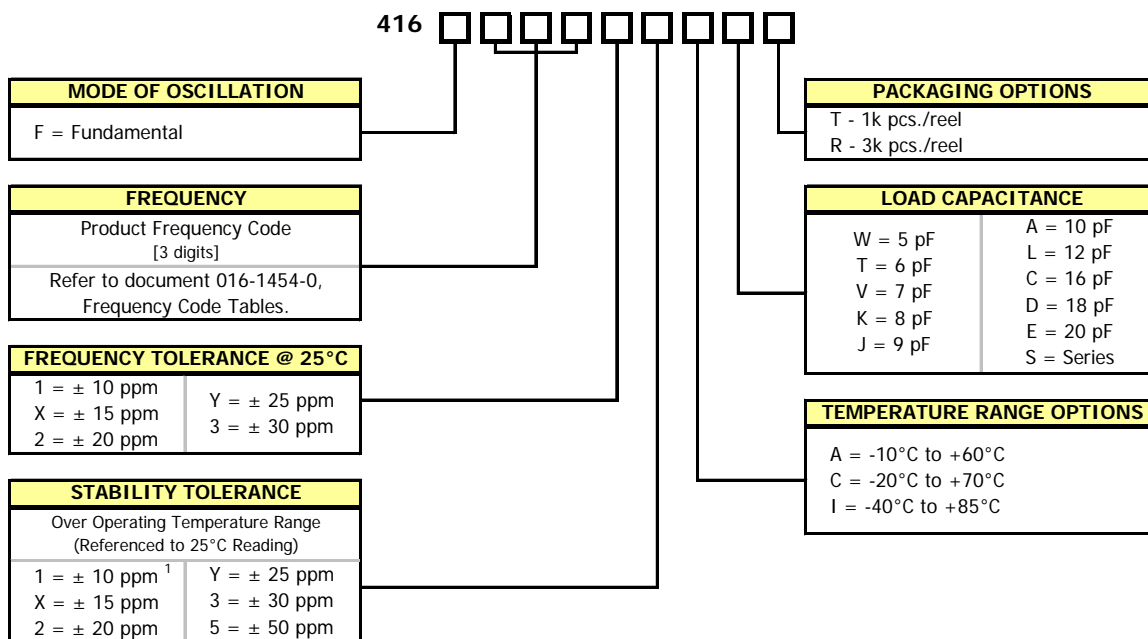 416
MODE OF OSCILLATION
F = Fundamental
FREQUENCY
Product Frequency Code
[3 digits]
Refer to document 016-1454-0,
Frequency Code Tables.
FREQUENCY TOLERANCE @ 25°C
1 = ± 10 ppm
X = ± 15 ppm
2 = ± 20 ppm
Y = ± 25 ppm
3 = ± 30 ppm
STABILITY TOLERANCE
Over Operating Temperature Range
(Referenced to 25°C Reading)
1 = ± 10 ppm 1
X = ± 15 ppm
2 = ± 20 ppm
Y = ± 25 ppm
3 = ± 30 ppm
5 = ± 50 ppm
PACKAGING OPTIONS
T - 1k pcs./reel
R - 3k pcs./reel
LOAD CAPACITANCE
W = 5 pF
T = 6 pF
V = 7 pF
K = 8 pF
J = 9 pF
A = 10 pF
L = 12 pF
C = 16 pF
D = 18 pF
E = 20 pF
S = Series
TEMPERATURE RANGE OPTIONS
A = -10°C to +60°C
C = -20°C to +70°C
I = -40°C to +85°C